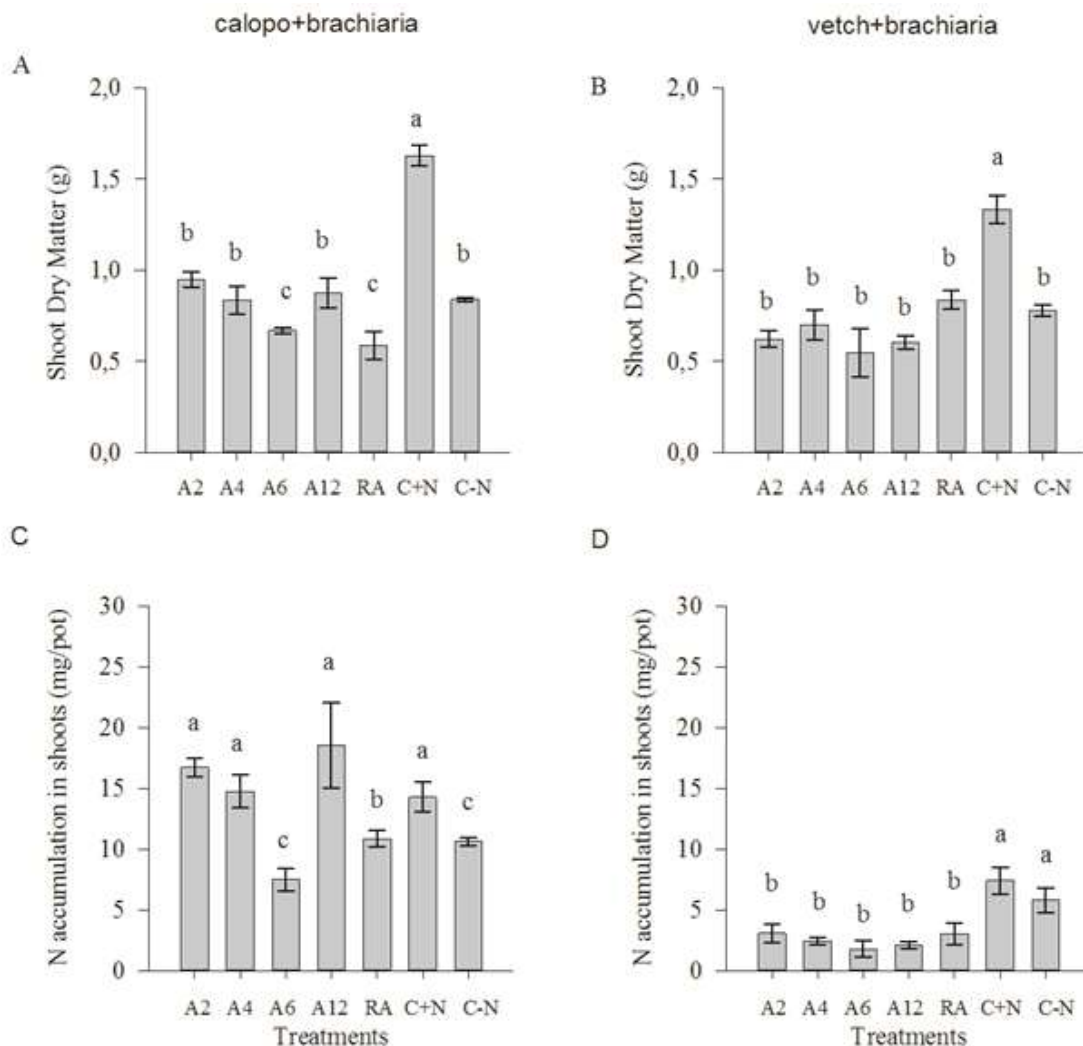 calopo+brachiaria
vetch+brachiaria
A
Shoot Dry Matter (g)
2,0
1,5
1,0
0,5
0,0
b
b
c
b
c
a
b
A2 A4 A6 A12 RA C+N C-N
B
Shoot Dry Matter (g)
2,0
1,5
1,0
0,5
0,0
b
b
b
b
b
a
b
A2 A4 A6 A12 RA C+N C-N
C
N accumulation in shoots (mg/pot)
30
25
20
15
10
5
0
a
a
c
a
b
a
c
A2 A4 A6 A12 RA C+N C-N
Treatments
D
N accumulation in shoots (mg/pot)
30
25
20
15
10
5
0
b
b
b
b
b
a
a
A2 A4 A6 A12 RA C+N C-N
Treatments